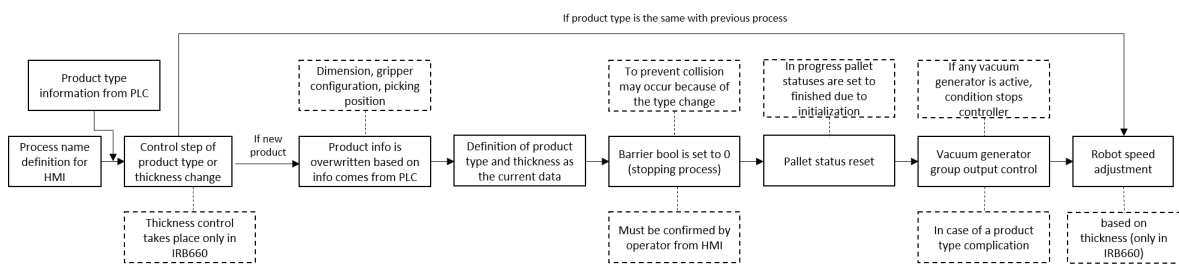 If product type is the same with previous process
Product type
information from PLC
Dimension, gripper
configuration, picking
position
To prevent collision
may occur because of
the type change
In progress pallet
statuses are set to
finished due to
initialization
If any vacuum
generator is active,
condition stops
controller
Process name
definition for
HMI
Control step of
product type or
thickness change
If new
product
Product info is
overwritten based on
info comes from PLC
Definition of product
type and thickness as
the current data
Barrier bool is set to 0
(stopping process)
Pallet status reset
Vacuum generator
group output control
Robot speed
adjustment
Thickness control
takes place only in
IRB660
Must be confirmed by
operator from HMI
In case of a product
type complication
based on
thickness (only in
IRB660)